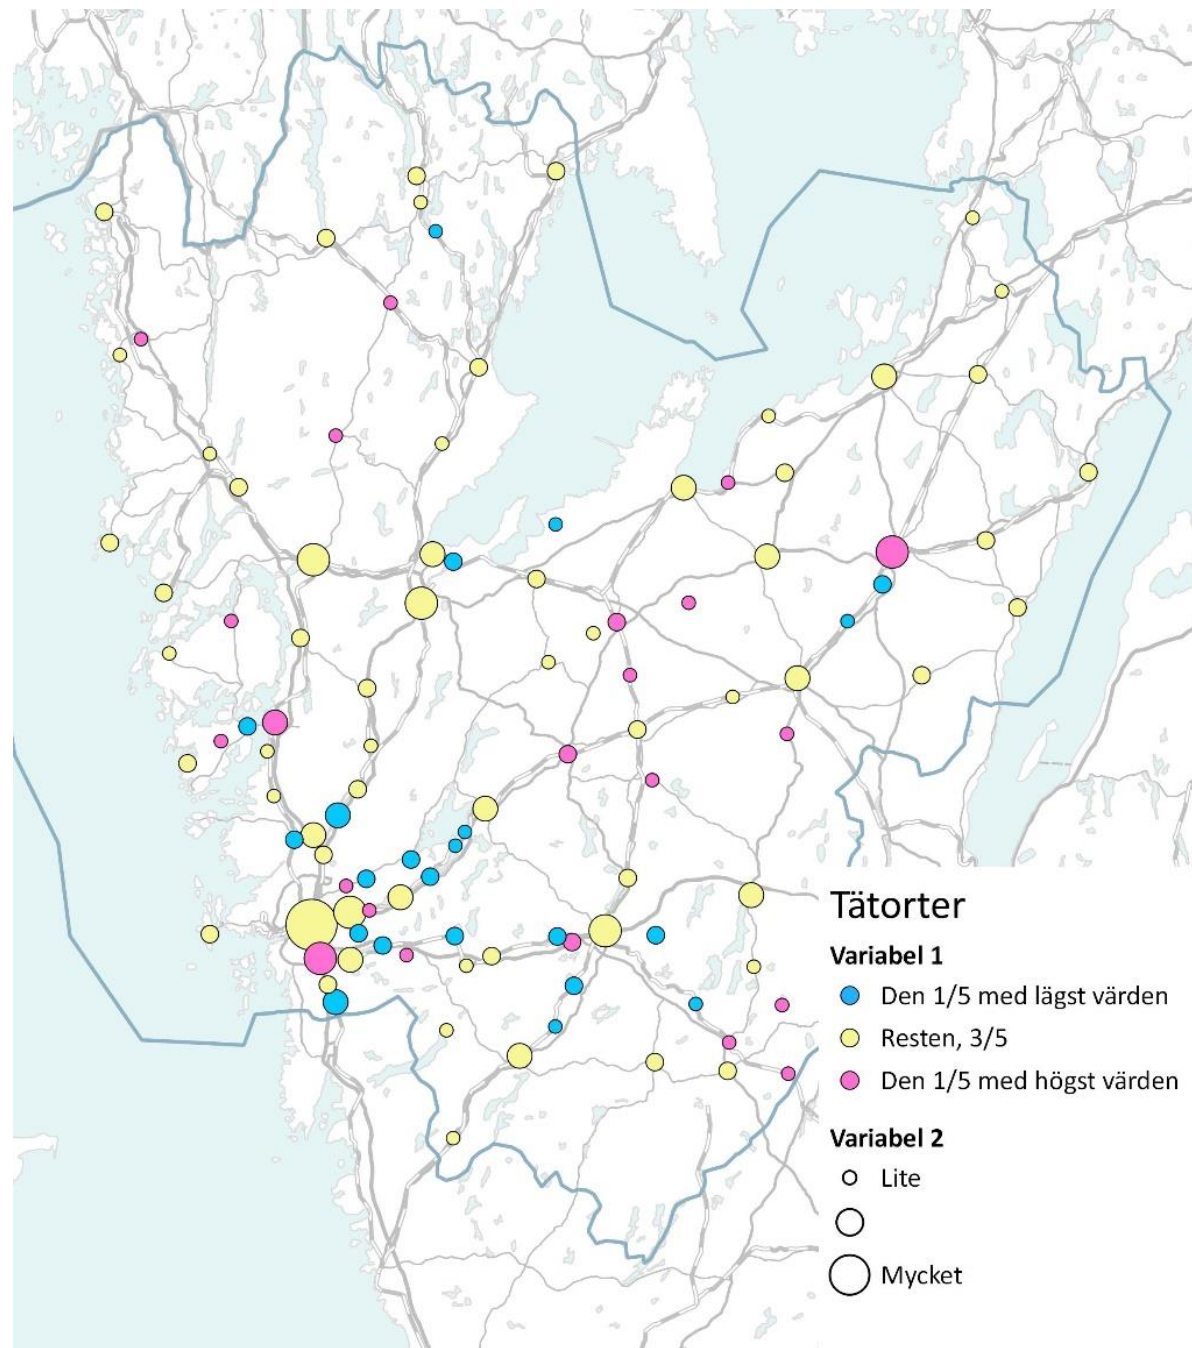 Tätorter
Variabel 1
Den 1/5 med lägst värden
Resten, 3/5
Den 1/5 med högst värden
Variabel 2
Lite
Mycket